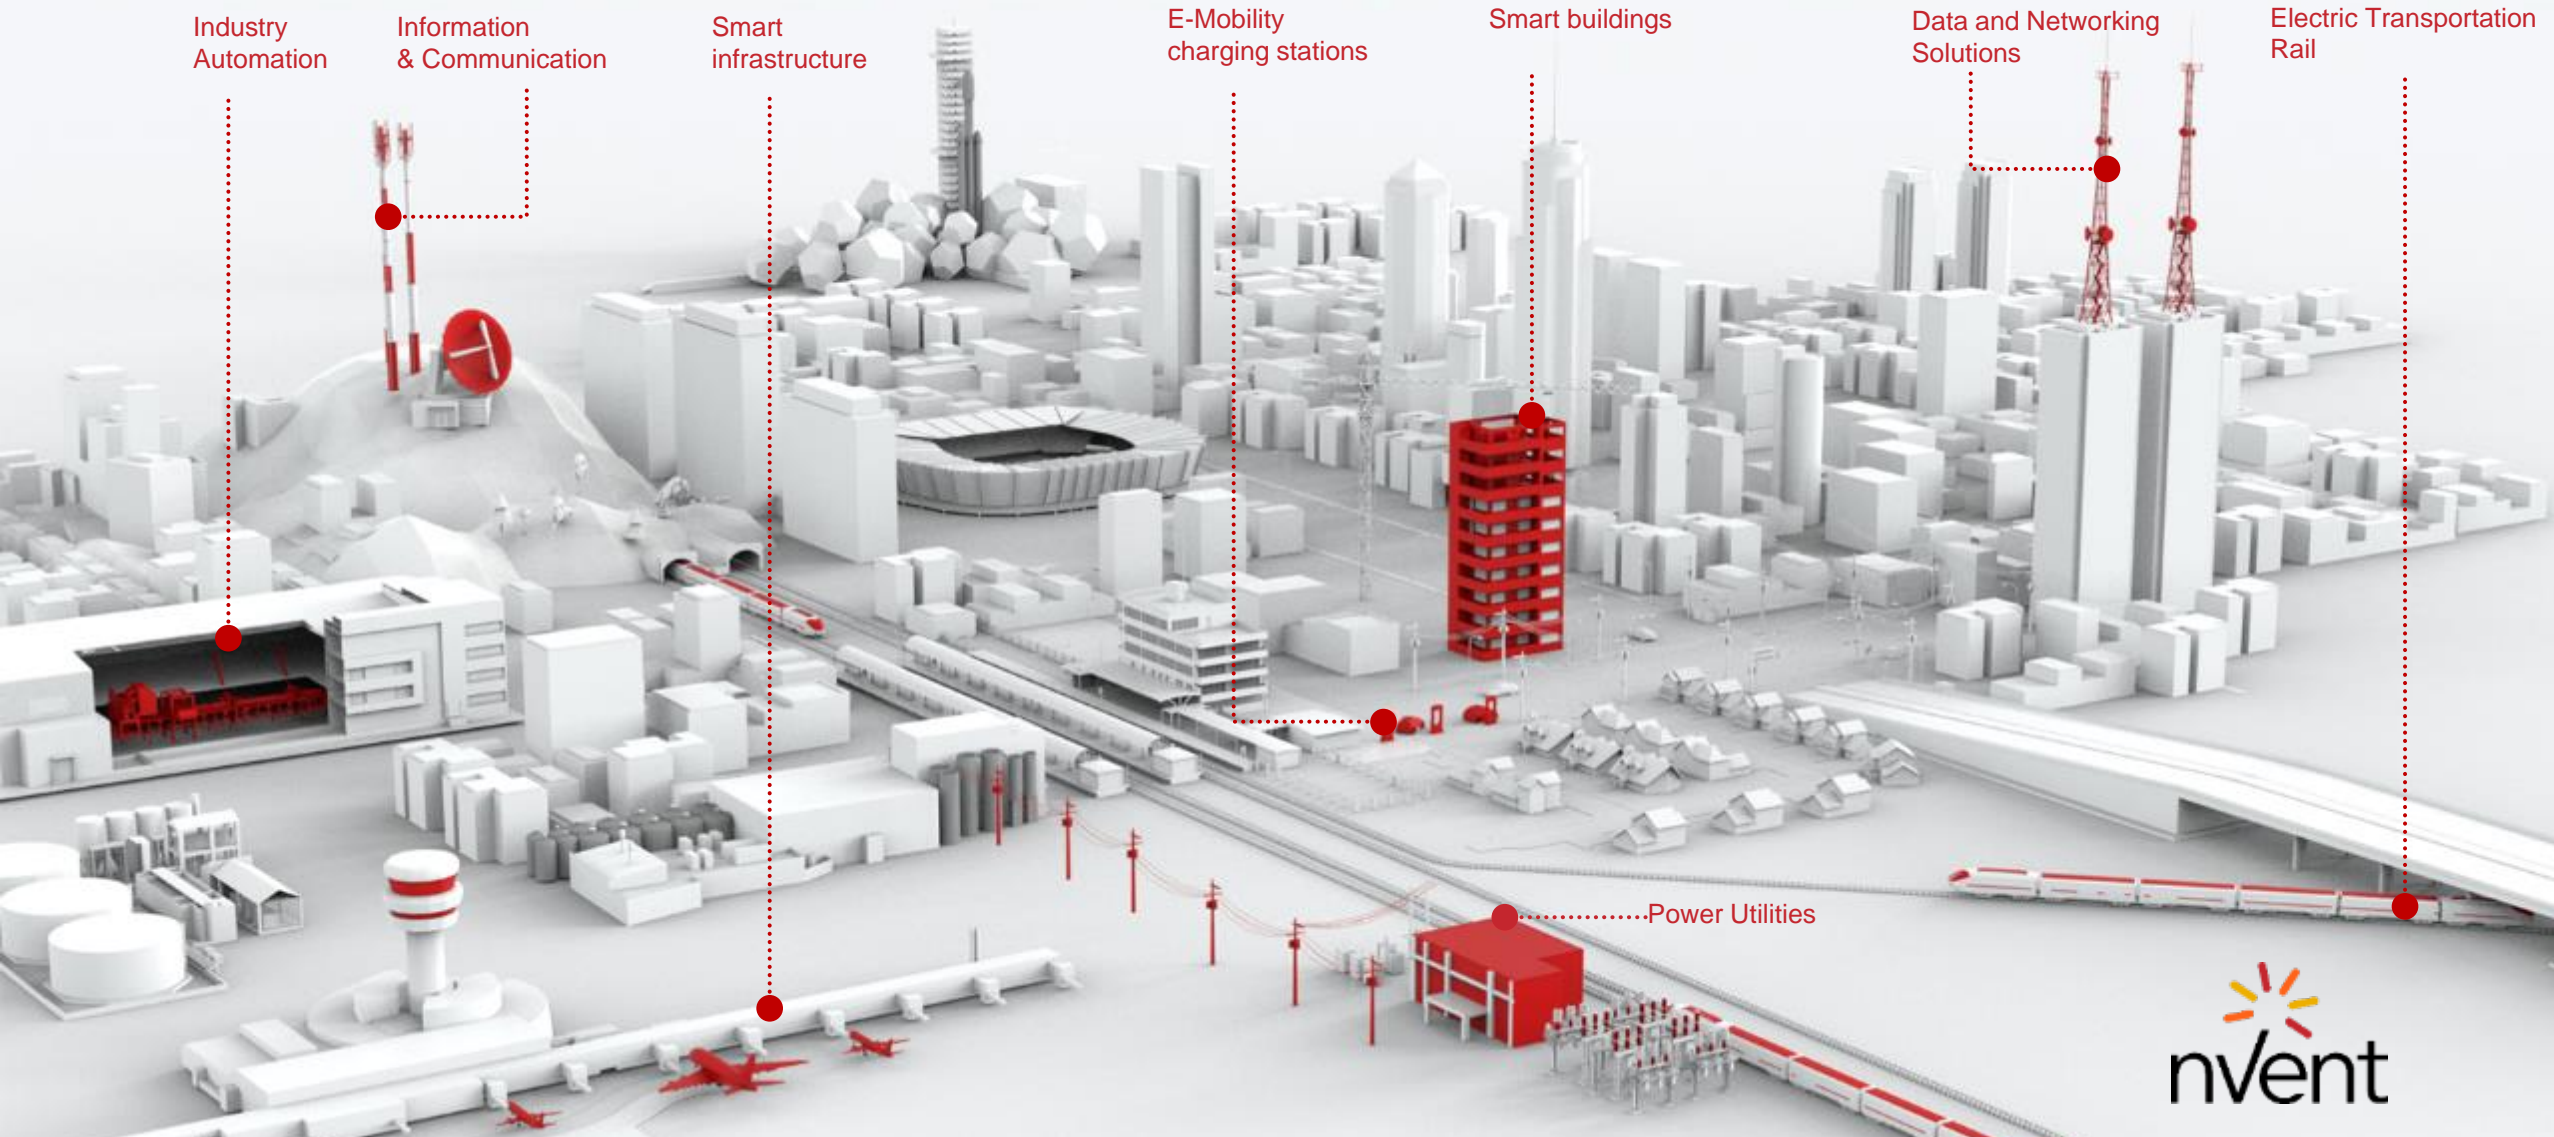 Industry
Automation
Information
& Communication
Smart
infrastructure
E-Mobility
charging stations
Smart buildings
Data and Networking
Solutions
Electric Transportation
Rail
Power Utilities
nvent